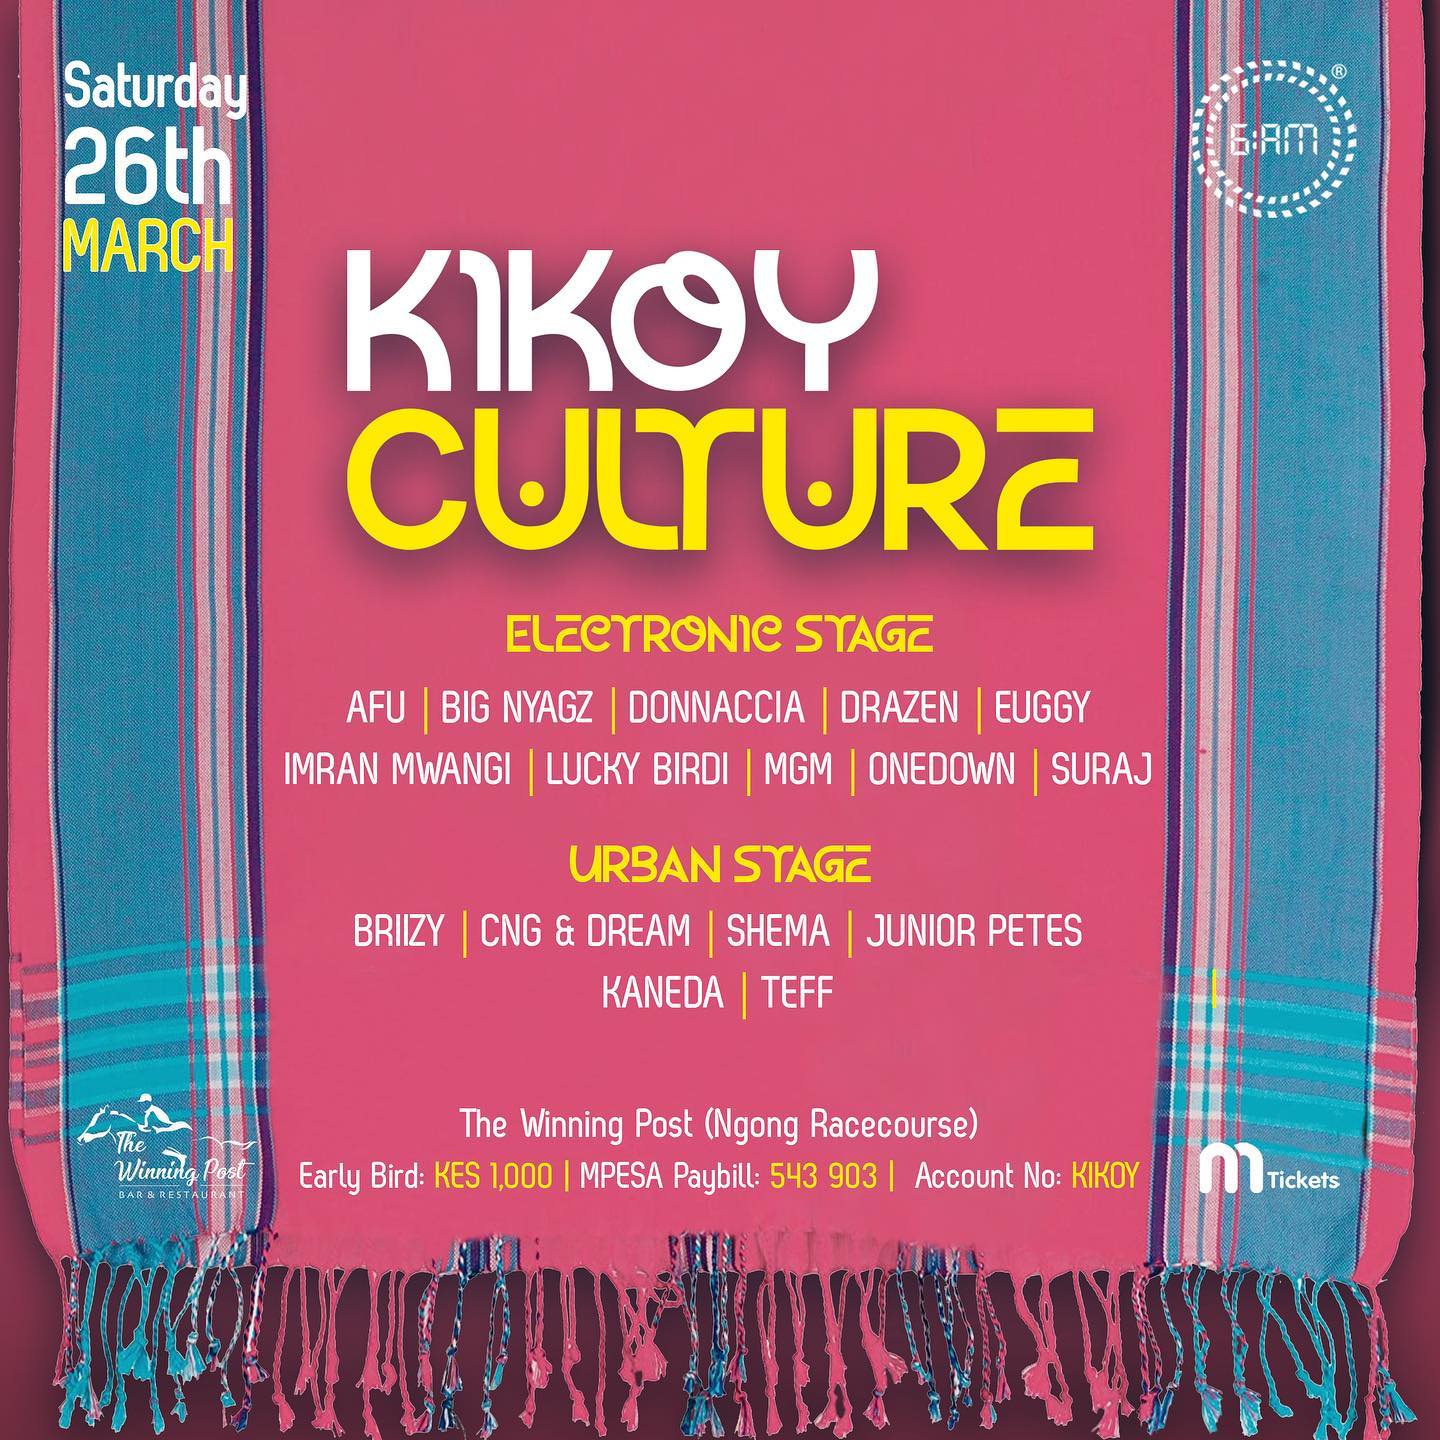 Saturday
26th
MARCH
6:AM
®
KIKOY
CULTURE
ELECTRONIC STAGE
AFU | BIG NYAGZ | DONNACCIA | DRAZEN | EUGGY
IMRAN MWANGI | LUCKY BIRDI | MGM | ONEDOWN | SURAJ
URBAN STAGE
BRIIZY | CNG & DREAM | SHEMA | JUNIOR PETES
KANEDA | TEFF
The Winning Post (Ngong Racecourse)
Early Bird: KES 1,000 | MPESA Paybill: 543 903 | Account No: KIKOY
The
Winning Post
BAR & RESTAURANT
m Tickets